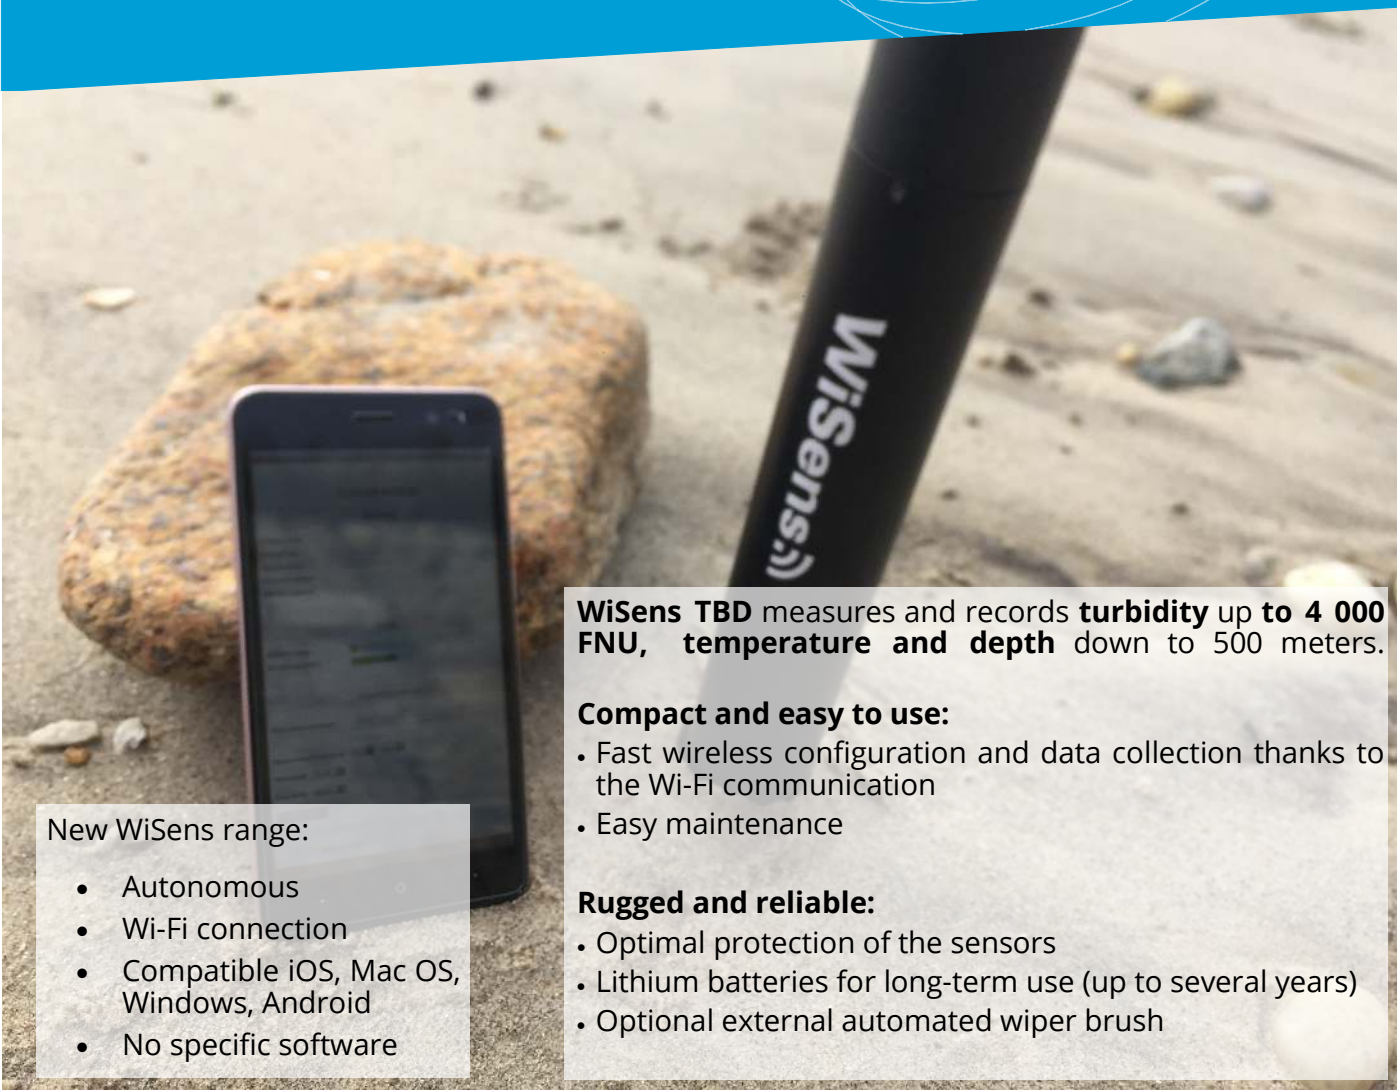 WiSens
WiSens TBD measures and records turbidity up to 4 000
FNU, temperature and depth down to 500 meters.
Compact and easy to use:
• Fast wireless configuration and data collection thanks to
the Wi-Fi communication
• Easy maintenance
Rugged and reliable:
• Optimal protection of the sensors
• Lithium batteries for long-term use (up to several years)
• Optional external automated wiper brush
New WiSens range:
• Autonomous
• Wi-Fi connection
• Compatible iOS, Mac OS,
Windows, Android
• No specific software